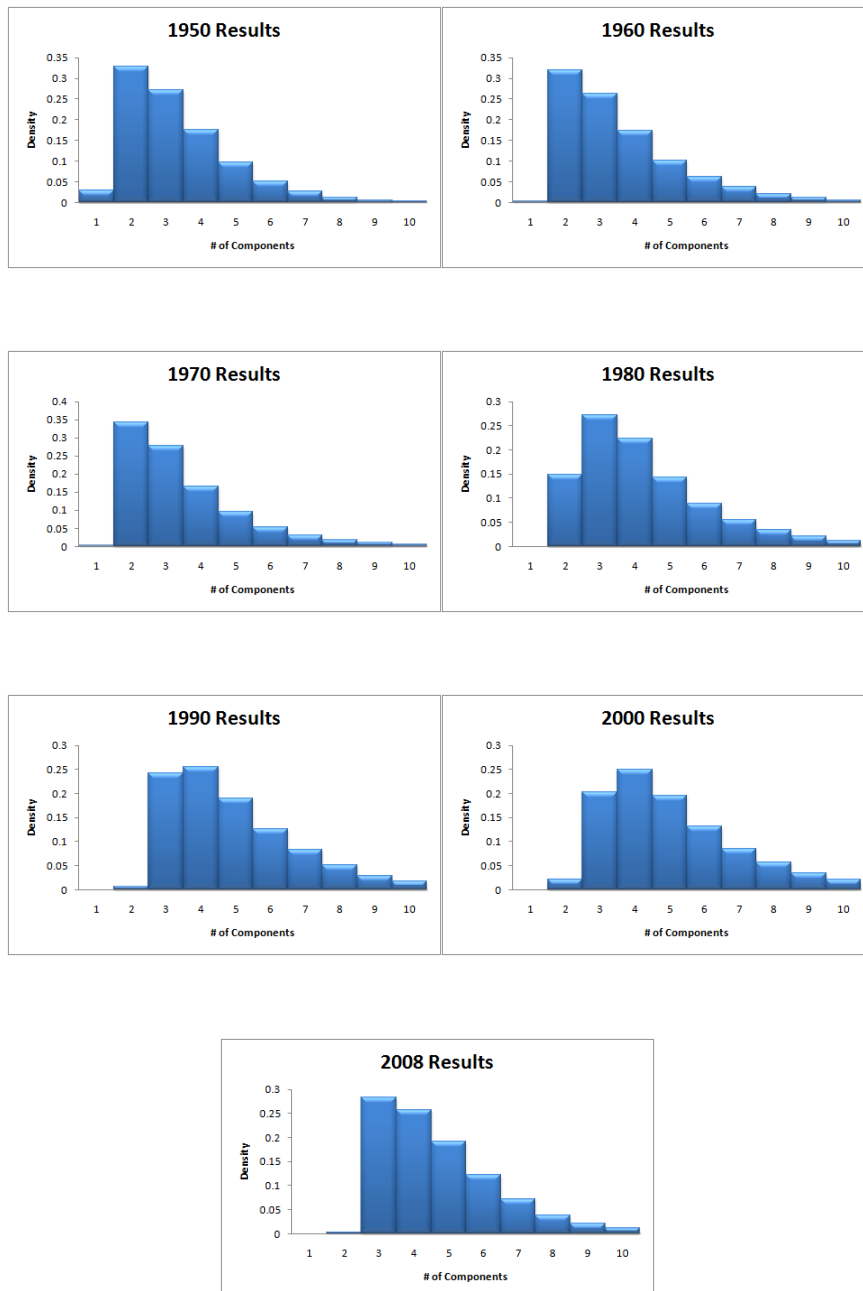 1950 Results
0.35
0.3
0.25
0.2
0.15
0.1
0.05
0
Density
1 2 3 4 5 6 7 8 9 10
# of Components
1960 Results
0.35
0.3
0.25
0.2
0.15
0.1
0.05
0
Density
1 2 3 4 5 6 7 8 9 10
# of Components
1970 Results
0.4
0.35
0.3
0.25
0.2
0.15
0.1
0.05
0
Density
1 2 3 4 5 6 7 8 9 10
# of Components
1980 Results
0.3
0.25
0.2
0.15
0.1
0.05
0
Density
1 2 3 4 5 6 7 8 9 10
# of Components
1990 Results
0.3
0.25
0.2
0.15
0.1
0.05
0
Density
1 2 3 4 5 6 7 8 9 10
# of Components
2000 Results
0.3
0.25
0.2
0.15
0.1
0.05
0
Density
1 2 3 4 5 6 7 8 9 10
# of Components
2008 Results
0.3
0.25
0.2
0.15
0.1
0.05
0
Density
1 2 3 4 5 6 7 8 9 10
# of Components